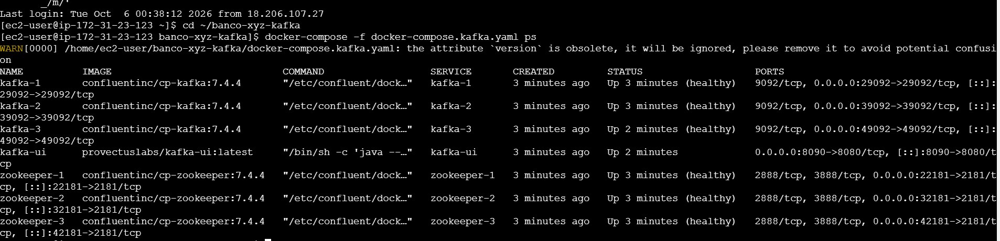 _/m/'
Last login: Tue Oct  6 00:38:12 2026 from 18.206.107.27
[ec2-user@ip-172-31-23-123 ~]$ cd ~/banco-xyz-kafka
[ec2-user@ip-172-31-23-123 banco-xyz-kafka]$ docker-compose -f docker-compose.kafka.yaml ps
WARN[0000] /home/ec2-user/banco-xyz-kafka/docker-compose.kafka.yaml: the attribute `version` is obsolete, it will be ignored, please remove it to avoid potential confusi
on
NAME          IMAGE                             COMMAND                  SERVICE       CREATED         STATUS                   PORTS
kafka-1       confluentinc/cp-kafka:7.4.4       "/etc/confluent/dock…"   kafka-1       3 minutes ago   Up 3 minutes (healthy)   9092/tcp, 0.0.0.0:29092->29092/tcp, [::]:
29092->29092/tcp
kafka-2       confluentinc/cp-kafka:7.4.4       "/etc/confluent/dock…"   kafka-2       3 minutes ago   Up 3 minutes (healthy)   9092/tcp, 0.0.0.0:39092->39092/tcp, [::]:
39092->39092/tcp
kafka-3       confluentinc/cp-kafka:7.4.4       "/etc/confluent/dock…"   kafka-3       3 minutes ago   Up 2 minutes (healthy)   9092/tcp, 0.0.0.0:49092->49092/tcp, [::]:
49092->49092/tcp
kafka-ui      provectuslabs/kafka-ui:latest     "/bin/sh -c 'java --…"   kafka-ui      3 minutes ago   Up 2 minutes             0.0.0.0:8090->8080/tcp, [::]:8090->8080/t
cp
zookeeper-1   confluentinc/cp-zookeeper:7.4.4   "/etc/confluent/dock…"   zookeeper-1   3 minutes ago   Up 3 minutes (healthy)   2888/tcp, 3888/tcp, 0.0.0.0:22181->2181/t
cp, [::]:22181->2181/tcp
zookeeper-2   confluentinc/cp-zookeeper:7.4.4   "/etc/confluent/dock…"   zookeeper-2   3 minutes ago   Up 3 minutes (healthy)   2888/tcp, 3888/tcp, 0.0.0.0:32181->2181/t
cp, [::]:32181->2181/tcp
zookeeper-3   confluentinc/cp-zookeeper:7.4.4   "/etc/confluent/dock…"   zookeeper-3   3 minutes ago   Up 3 minutes (healthy)   2888/tcp, 3888/tcp, 0.0.0.0:42181->2181/t
cp, [::]:42181->2181/tcp